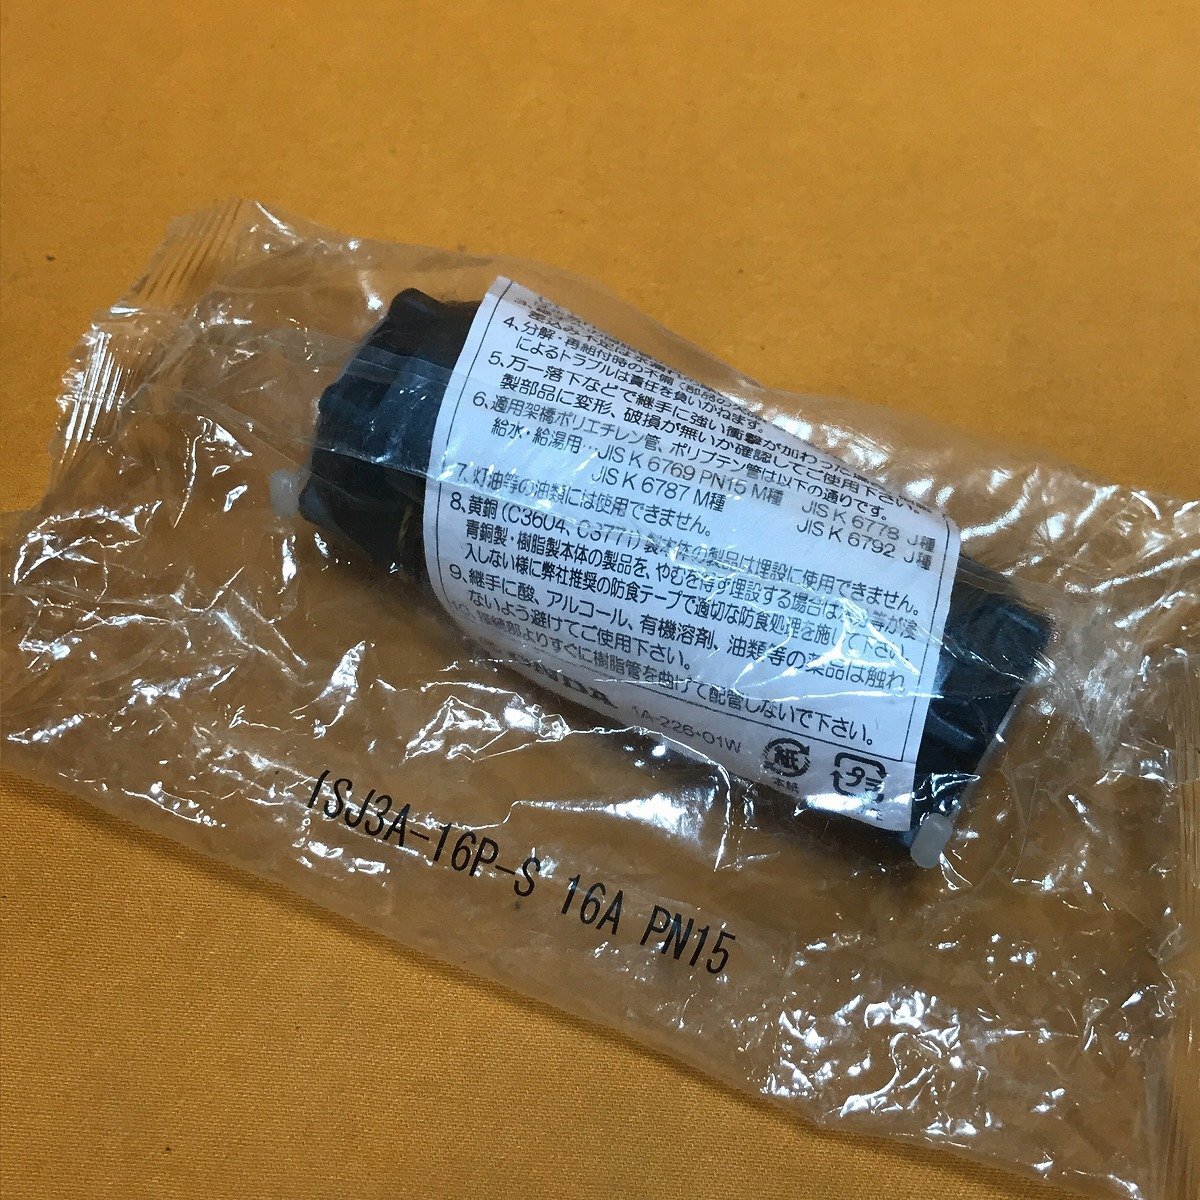 4、分解・再組付時の不備(部品の
によるトラブルは責任を負いかねます。
5、万一落下などで継手に強い衝撃が加わった
製部品に変形、破損が無いか確認してご使用下さい。
6、適用架橋ポリエチレン管、ポリブテン管は以下の通りです。
給水・給湯用…JIS K 6769 PN15 M種 JIS K 6778 J種
JIS K 6787 M種 JIS K 6792 J種
7、灯油等の油類には使用できません。
8、黄銅(C3604、C3771)製本体の製品は埋設に使用できません。
青銅製・樹脂製本体の製品を、やむを得ず埋設する場合は 等が浸
入しない様に弊社推奨の防食テープで適切な防食処理を施して下さい
9、継手に酸、アルコール、有機溶剤、油類等の薬品は触れ
ないよう避けてご使用下さい。
10、接続部よりすぐに樹脂管を曲げて配管しないで下さい。
1A-226・01W
紙
本紙
プラ
ISJ3A-16P-S 16A PN15